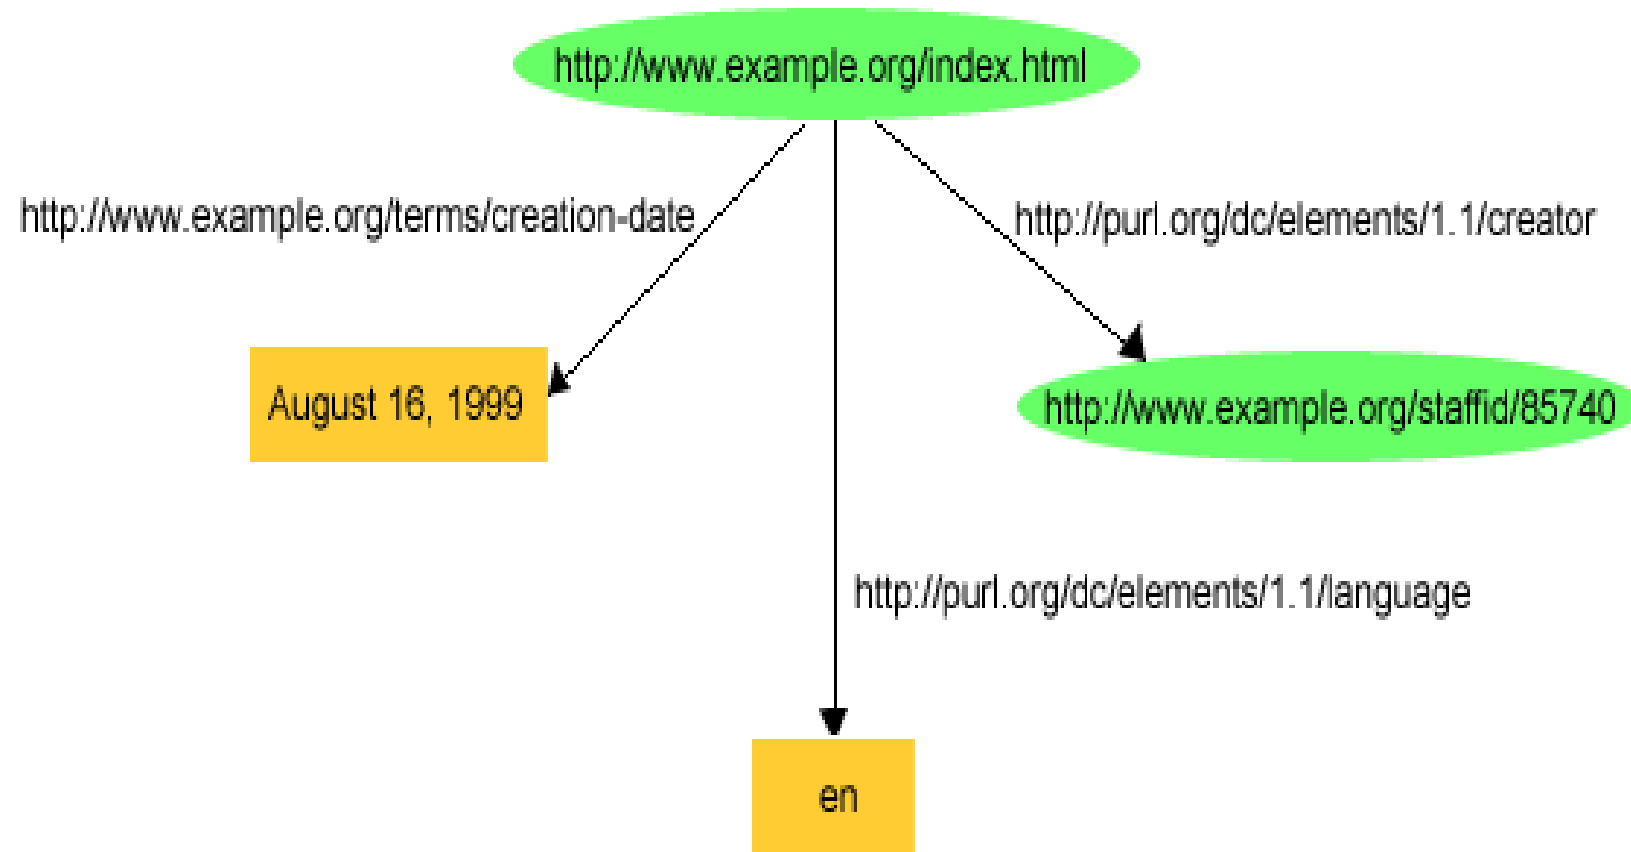 http://www.example.org/index.html
http://www.example.org/terms/creation-date
http://purl.org/dc/elements/1.1/creator
August 16, 1999
http://www.example.org/staffid/85740
http://purl.org/dc/elements/1.1/language
en